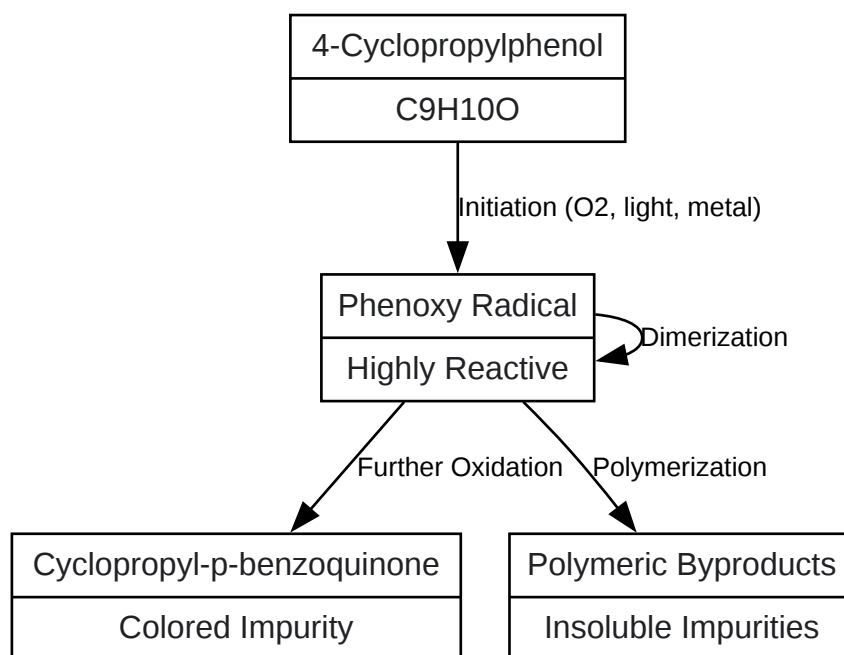 4-Cyclopropylphenol
C9H10O
Initiation (O2, light, metal)
Phenoxy Radical
Highly Reactive
Dimerization
Further Oxidation
Polymerization
Cyclopropyl-p-benzoquinone
Colored Impurity
Polymeric Byproducts
Insoluble Impurities